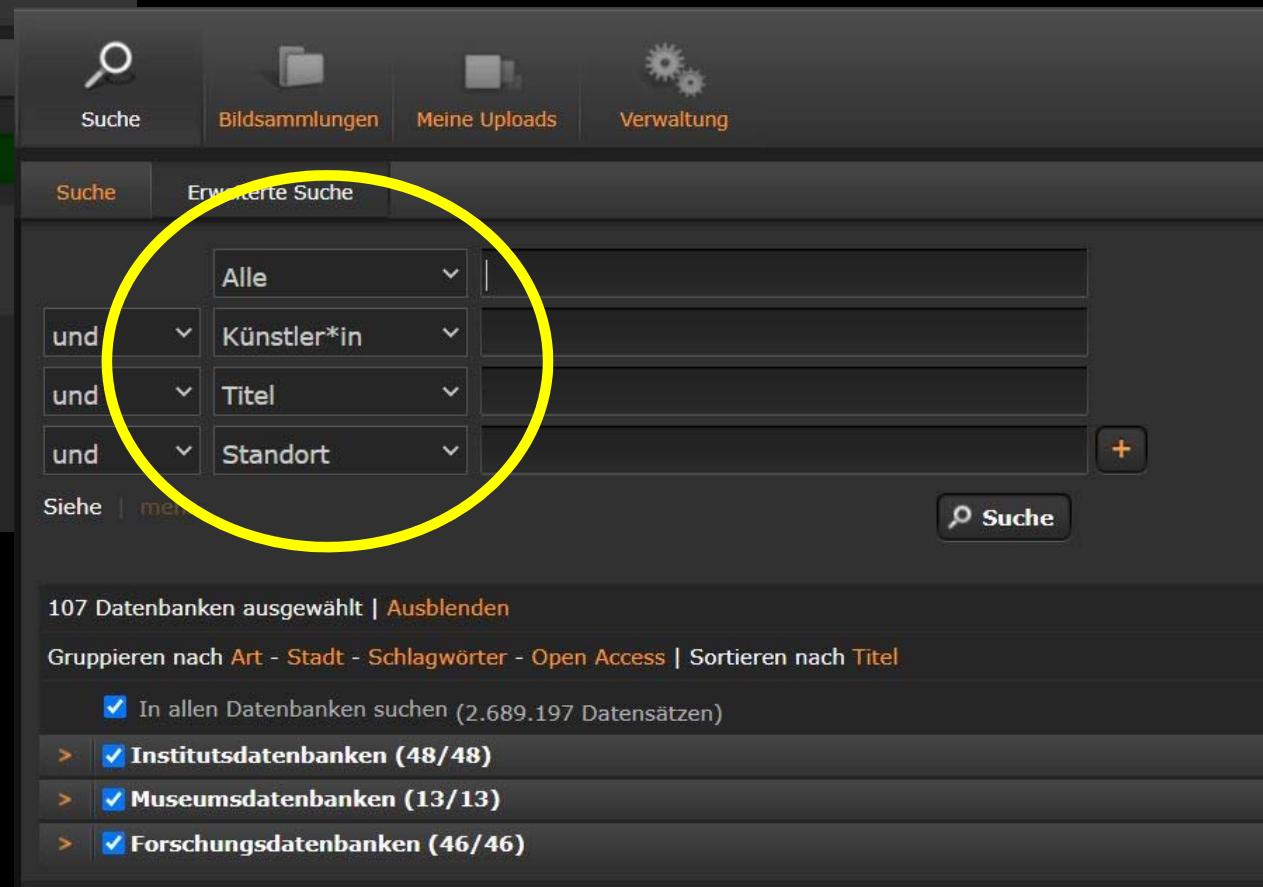 Suche Bildsammlungen Meine Uploads Verwaltung
Suche Erweiterte Suche
Alle
und Künstler*in
und Titel
und Standort +
Siehe |
Suche
107 Datenbanken ausgewählt | Ausblenden
Gruppieren nach Art - Stadt - Schlagwörter - Open Access | Sortieren nach Titel
In allen Datenbanken suchen (2.689.197 Datensätzen)
> Institutsdatenbanken (48/48)
> Museumsdatenbanken (13/13)
> Forschungsdatenbanken (46/46)